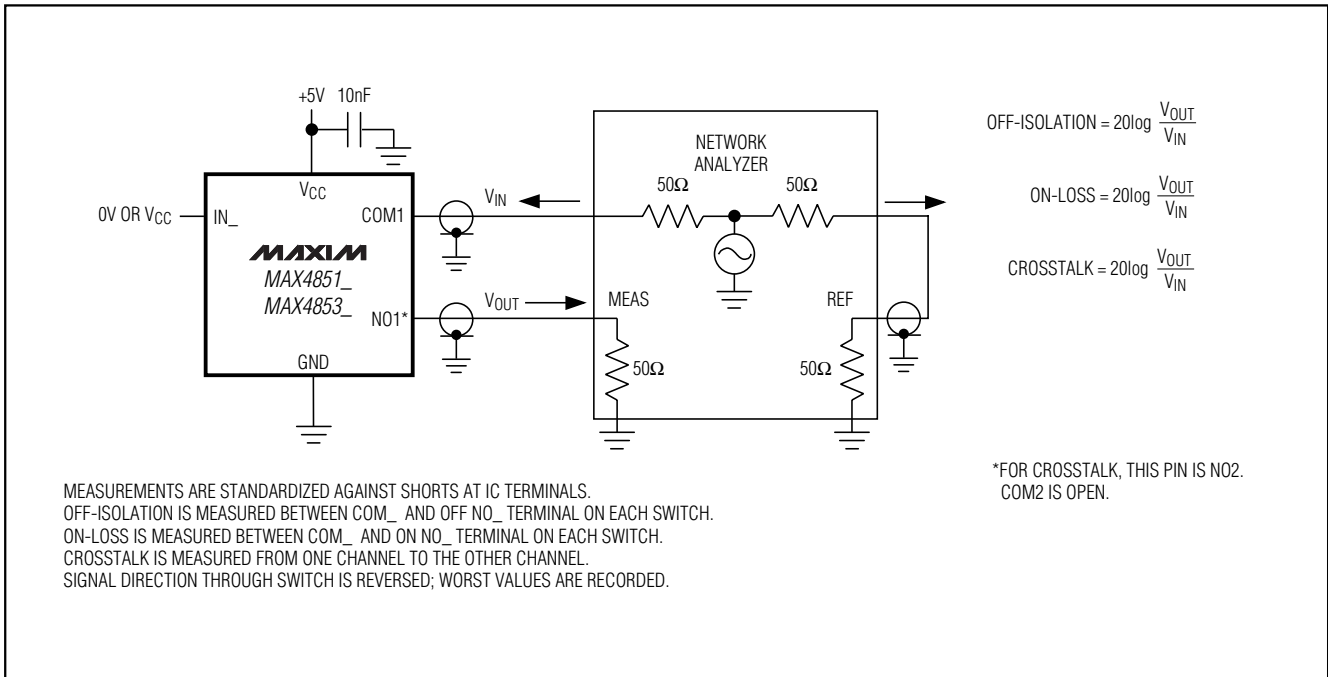 +5V 10nF
VCC
0V OR VCC
IN_
COM1
MAXIM
MAX4851_
MAX4853_
NO1*
GND
VIN
VOUT
NETWORK
ANALYZER
50Ω
50Ω
MEAS
REF
50Ω
50Ω
OFF-ISOLATION = 20log VOUT
VIN
ON-LOSS = 20log VOUT
VIN
CROSSTALK = 20log VOUT
VIN
*FOR CROSSTALK, THIS PIN IS NO2.
COM2 IS OPEN.
MEASUREMENTS ARE STANDARDIZED AGAINST SHORTS AT IC TERMINALS.
OFF-ISOLATION IS MEASURED BETWEEN COM_ AND OFF NO_ TERMINAL ON EACH SWITCH.
ON-LOSS IS MEASURED BETWEEN COM_ AND ON NO_ TERMINAL ON EACH SWITCH.
CROSSTALK IS MEASURED FROM ONE CHANNEL TO THE OTHER CHANNEL.
SIGNAL DIRECTION THROUGH SWITCH IS REVERSED; WORST VALUES ARE RECORDED.